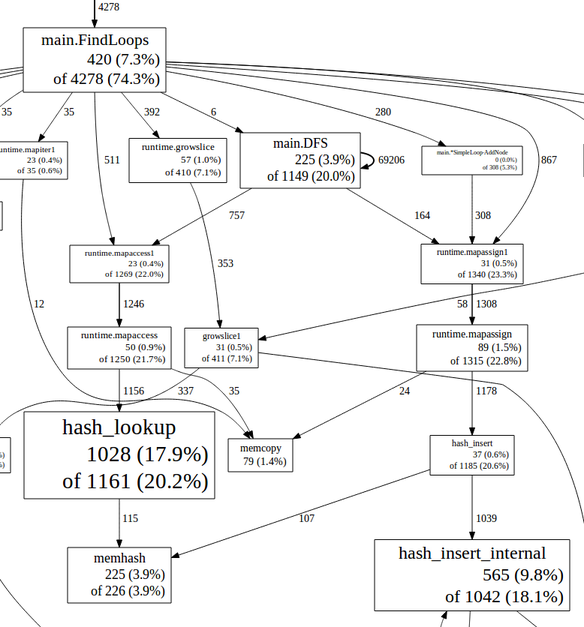 4278
main.FindLoops
420 (7.3%)
of 4278 (74.3%)
35
35
392
6
280
untime.mapiter1
23 (0.4%)
of 35 (0.6%)
511
runtime.growslice
57 (1.0%)
of 410 (7.1%)
main.DFS
225 (3.9%)
of 1149 (20.0%)
69206
main.*SimpleLoop·AddNode
0 (0.0%)
of 308 (5.3%)
867
757
164
308
runtime.mapaccess1
23 (0.4%)
of 1269 (22.0%)
353
runtime.mapassign1
31 (0.5%)
of 1340 (23.3%)
12
1246
58
1308
runtime.mapaccess
50 (0.9%)
of 1250 (21.7%)
growslice1
31 (0.5%)
of 411 (7.1%)
runtime.mapassign
89 (1.5%)
of 1315 (22.8%)
1156
337
35
24
1178
hash_lookup
1028 (17.9%)
of 1161 (20.2%)
memcopy
79 (1.4%)
hash_insert
37 (0.6%)
of 1185 (20.6%)
%)
%)
115
107
1039
memhash
225 (3.9%)
of 226 (3.9%)
hash_insert_internal
565 (9.8%)
of 1042 (18.1%)